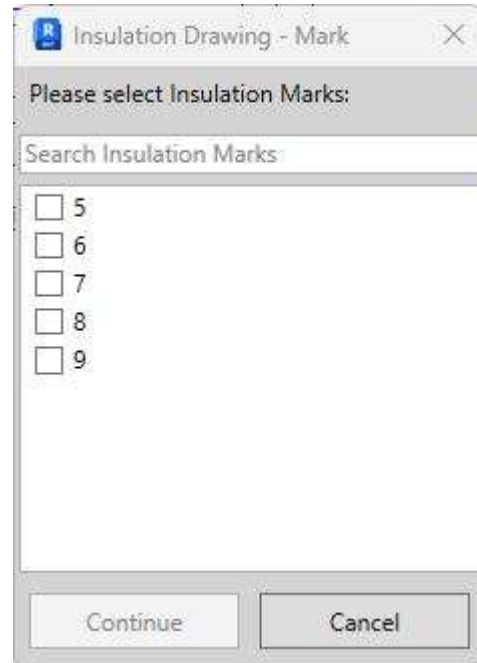 Insulation Drawing - Mark
Please select Insulation Marks:
Search Insulation Marks
5
6
7
8
9
Continue Cancel